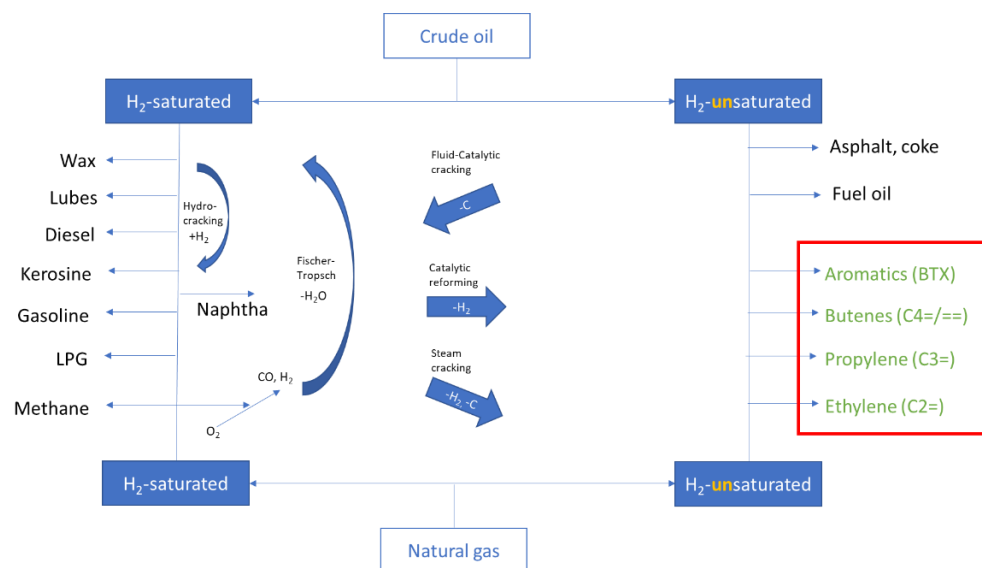 Crude oil
H₂-saturated
H₂-unsaturated
Wax
Lubes
Diesel
Kerosine
Gasoline
LPG
Methane
Hydro-
cracking
+H₂
Naphtha
CO, H₂
O₂
Fischer-
Tropsch
-H₂O
Fluid-Catalytic
cracking
-C
Catalytic
reforming
-H₂
Steam
cracking
-H₂, -C
Asphalt, coke
Fuel oil
Aromatics (BTX)
Butenes (C4=/==)
Propylene (C3=)
Ethylene (C2=)
H₂-saturated
H₂-unsaturated
Natural gas